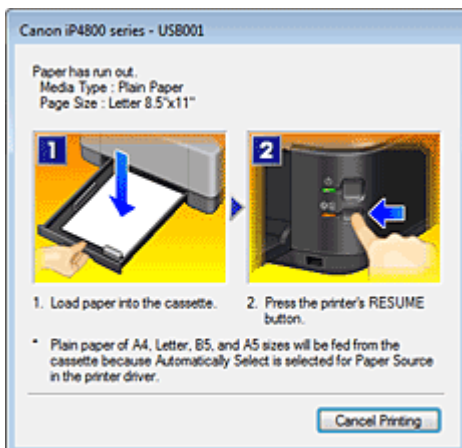 Canon iP4800 series - USB001
Paper has run out.
Media Type : Plain Paper
Page Size : Letter 8.5"x11"
1
2
1. Load paper into the cassette.
2. Press the printer's RESUME
button.
* Plain paper of A4, Letter, B5, and A5 sizes will be fed from the
cassette because Automatically Select is selected for Paper Source
in the printer driver.
Cancel Printing